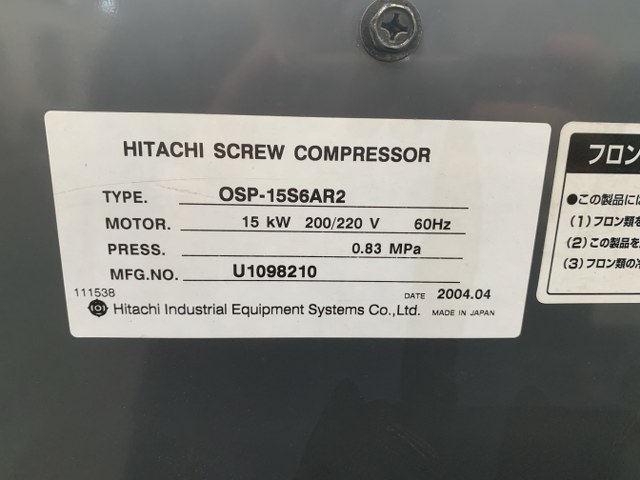 HITACHI SCREW COMPRESSOR
TYPE. OSP-15S6AR2
MOTOR. 15 kW 200/220 V 60Hz
PRESS. 0.83 MPa
MFG.NO. U1098210
111538
DATE 2004.04
Hitachi Industrial Equipment Systems Co.,Ltd. MADE IN JAPAN
フロン
●この製品には
(1)フロン類を
(2)この製品を
(3)フロン類の